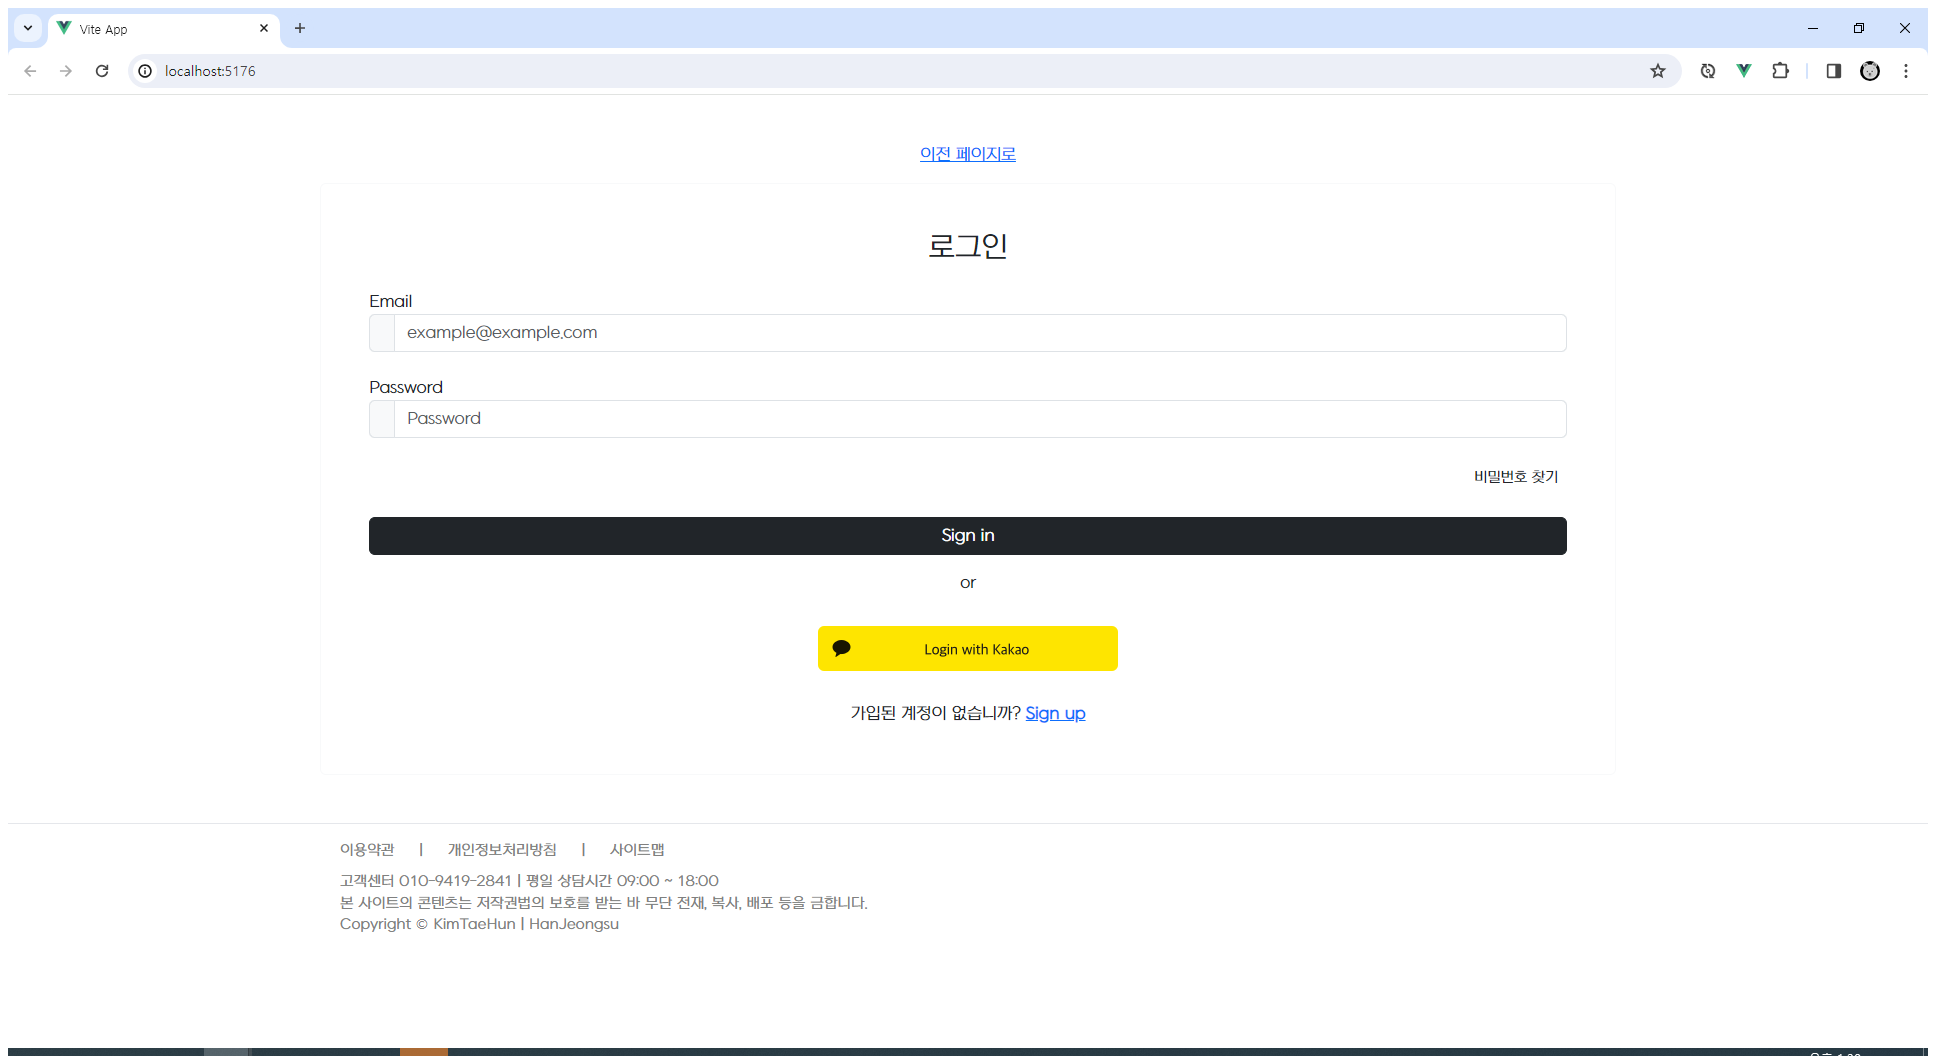 Vite App
localhost:5176
이전 페이지로
로그인
Email
example@example.com
Password
Password
비밀번호 찾기
Sign in
or
Login with Kakao
가입된 계정이 없습니까? Sign up
이용약관 | 개인정보처리방침 | 사이트맵
고객센터 010-9419-2841 | 평일 상담시간 09:00 ~ 18:00
본 사이트의 콘텐츠는 저작권법의 보호를 받는 바 무단 전재, 복사, 배포 등을 금합니다.
Copyright © KimTaeHun | HanJeongsu